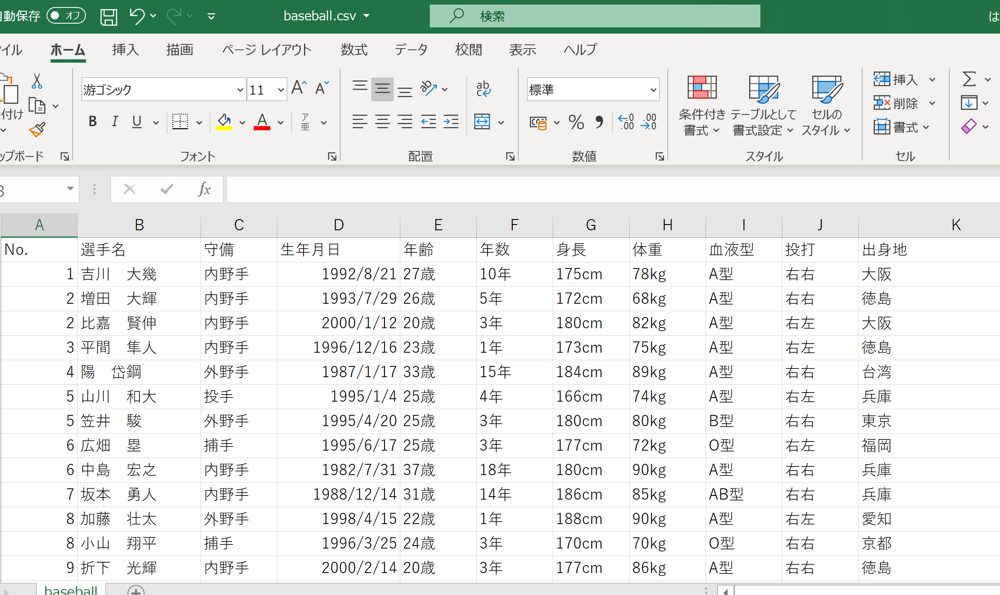 自動保存 オフ baseball.csv 検索 は
イル ホーム 挿入 描画 ページ レイアウト 数式 データ 校閲 表示 ヘルプ
游ゴシック 11 A A ab ab c 標準 挿入
付け 削除
B I U A ア 亜 % 9 .0 .00 .00 .0 条件付き 書式 テーブルとして 書式設定 セルの スタイル 書式
ップボード フォント 配置 数値 スタイル セル
fx
A B C D E F G H I J K
No. 選手名 守備 生年月日 年齢 年数 身長 体重 血液型 投打 出身地
1 吉川　大幾 内野手 1992/8/21 27歳 10年 175cm 78kg A型 右右 大阪
2 増田　大輝 内野手 1993/7/29 26歳 5年 172cm 68kg A型 右右 徳島
2 比嘉　賢伸 内野手 2000/1/12 20歳 3年 180cm 82kg A型 右左 大阪
3 平間　隼人 内野手 1996/12/16 23歳 1年 173cm 75kg A型 右左 徳島
4 陽　岱鋼 外野手 1987/1/17 33歳 15年 184cm 89kg A型 右右 台湾
5 山川　和大 投手 1995/1/4 25歳 4年 166cm 74kg A型 右左 兵庫
5 笠井　駿 外野手 1995/4/20 25歳 3年 180cm 80kg B型 右右 東京
6 広畑　塁 捕手 1995/6/17 25歳 3年 177cm 72kg O型 右左 福岡
6 中島　宏之 内野手 1982/7/31 37歳 18年 180cm 90kg A型 右右 兵庫
7 坂本　勇人 内野手 1988/12/14 31歳 14年 186cm 85kg AB型 右右 兵庫
8 加藤　壮太 外野手 1998/4/15 22歳 1年 188cm 90kg A型 右左 愛知
8 小山　翔平 捕手 1996/3/25 24歳 3年 170cm 70kg O型 右右 京都
9 折下　光輝 内野手 2000/2/14 20歳 3年 177cm 86kg A型 右右 徳島
baseball